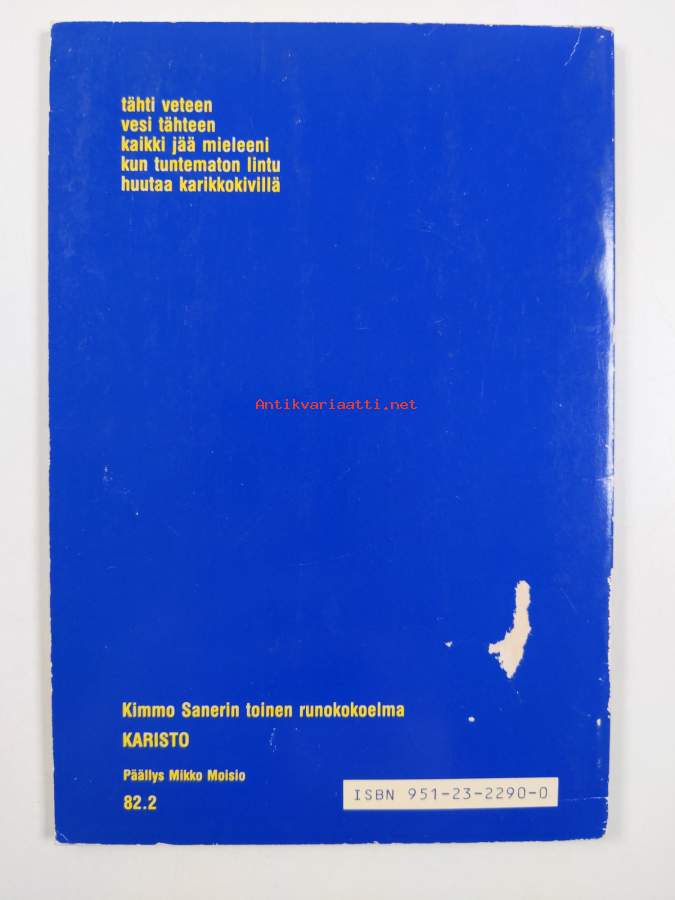 tähti veteen
vesi tähteen
kaikki jää mieleeni
kun tuntematon lintu
huutaa karikkokivillä
Antikvariaatti.net
Kimmo Sanerin toinen runokokoelma
KARISTO
Päällys Mikko Moisio
82.2
ISBN 951-23-2290-0